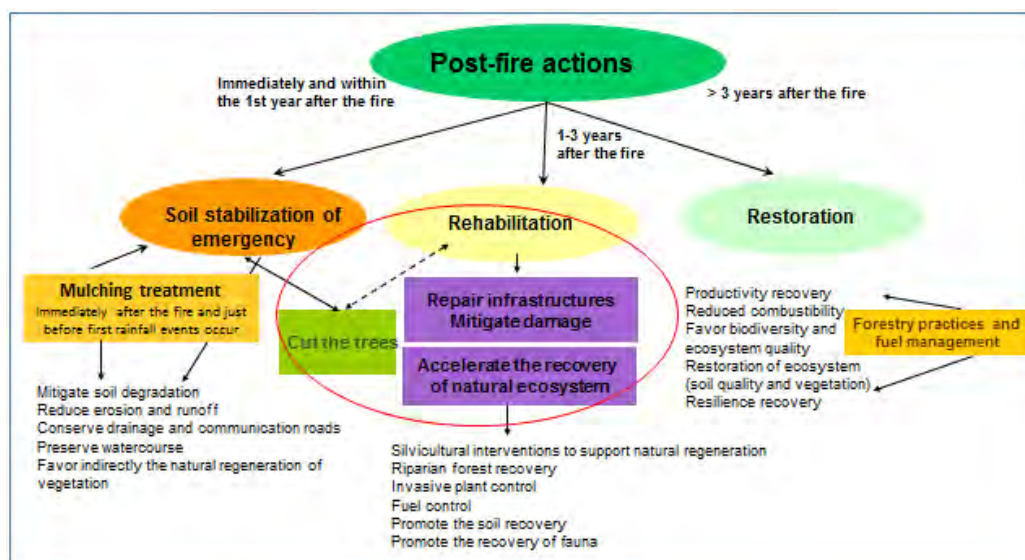 Post-fire actions
Immediately and within
the 1st year after the fire
> 3 years after the fire
1-3 years
after the fire
Soil stabilization of
emergency
Rehabilitation
Restoration
Mulching treatment
Immediately after the fire and just
before first rainfall events occur
Cut the trees
Repair infrastructures
Mitigate damage
Accelerate the recovery
of natural ecosystem
Productivity recovery
Reduced combustibility
Favor biodiversity and
ecosystem quality
Restoration of ecosystem
(soil quality and vegetation)
Resilience recovery
Forestry practices and
fuel management
Mitigate soil degradation
Reduce erosion and runoff
Conserve drainage and communication roads
Preserve watercourse
Favor indirectly the natural regeneration of
vegetation
Silvicultural interventions to support natural regeneration
Riparian forest recovery
Invasive plant control
Fuel control
Promote the soil recovery
Promote the recovery of fauna